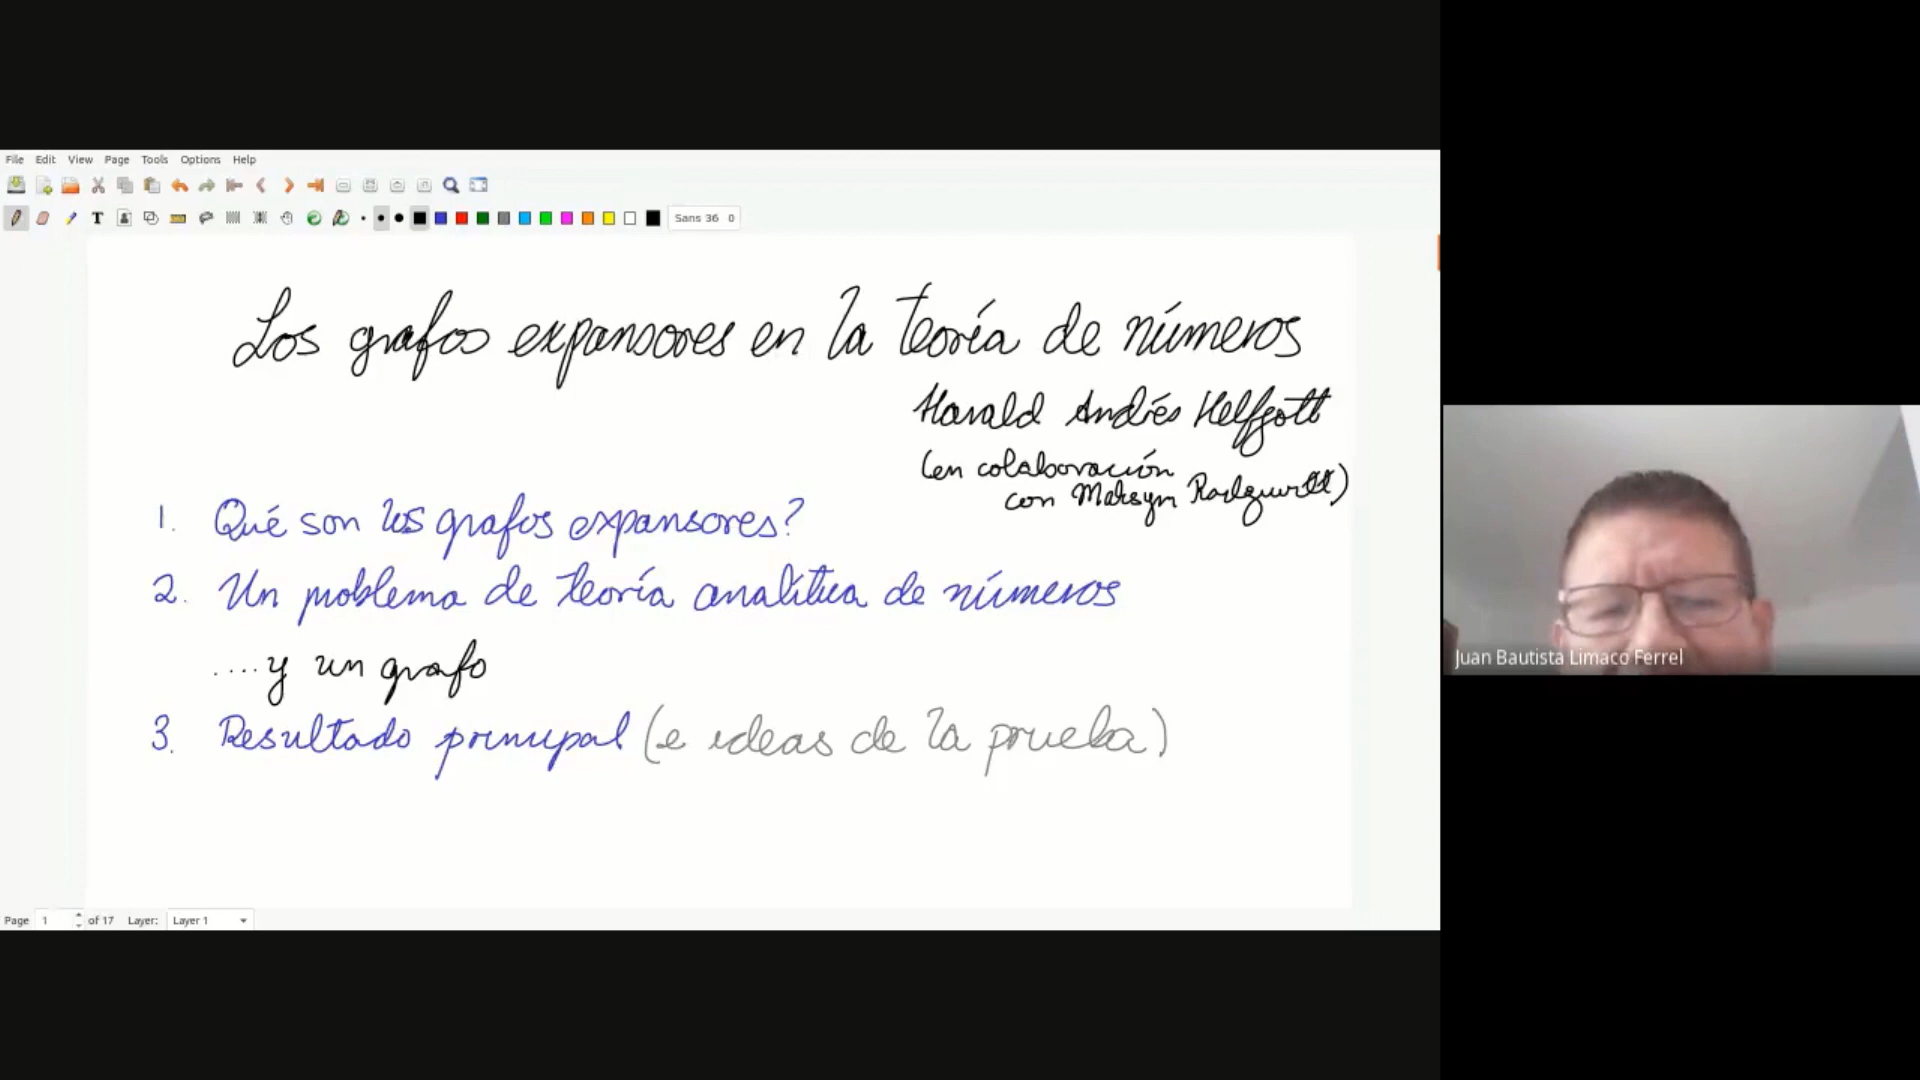 File Edit View Page Tools Options Help
Sans 36 0
Los grafos expansores en la teoría de números
Harald Andrés Helfgott
(en colaboración
con Maksym Radziwiłł)
1. Qué son los grafos expansores?
2. Un problema de teoría analítica de números
....y un grafo
3. Resultado principal (e ideas de la prueba)
Juan Bautista Limaco Ferrel
Page 1 of 17 Layer: Layer 1